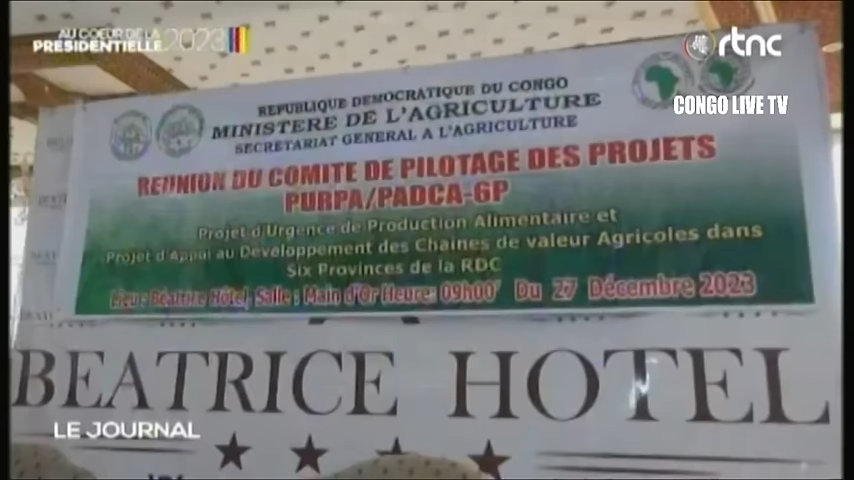 AU COEUR DE LA
PRESIDENTIELLE 2023
rtnc
CONGO LIVE TV
REPUBLIQUE DEMOCRATIQUE DU CONGO
MINISTERE DE L'AGRICULTURE
SECRETARIAT GENERAL A L'AGRICULTURE
REUNION DU COMITE DE PILOTAGE DES PROJETS
PURPA/PADCA-6P
Projet d'Urgence de Production Alimentaire et
Projet d'Appui au Développement des Chaines de valeur Agricoles dans
Six Provinces de la RDC
Lieu : Béatrice Hôtel, Salle : Main d'Or Heure: 09h00' Du 27 Décembre 2023
BEATRICE HOTEL
LE JOURNAL